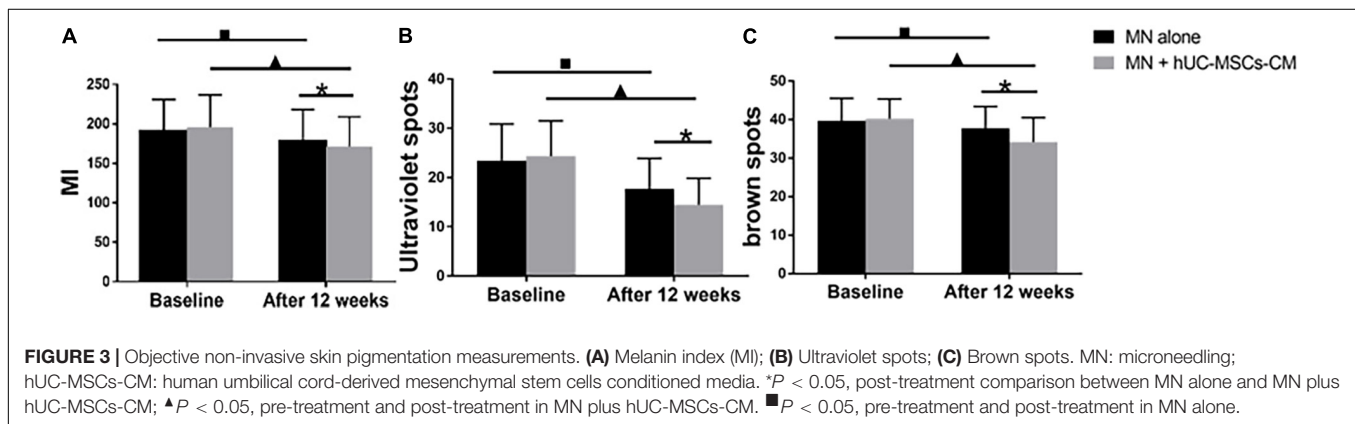 A
B
C
■ MN alone
MN + hUC-MSCs-CM
■
▲
*
MI
250
200
150
100
50
0
Baseline After 12 weeks
■
▲
*
Ultraviolet spots
40
30
20
10
0
Baseline After 12 weeks
■
▲
*
brown spots
50
40
30
20
10
0
Baseline After 12 weeks
FIGURE 3 | Objective non-invasive skin pigmentation measurements. (A) Melanin index (MI); (B) Ultraviolet spots; (C) Brown spots. MN: microneedling;
hUC-MSCs-CM: human umbilical cord-derived mesenchymal stem cells conditioned media. *P < 0.05, post-treatment comparison between MN alone and MN plus
hUC-MSCs-CM; ▲P < 0.05, pre-treatment and post-treatment in MN plus hUC-MSCs-CM. ■P < 0.05, pre-treatment and post-treatment in MN alone.